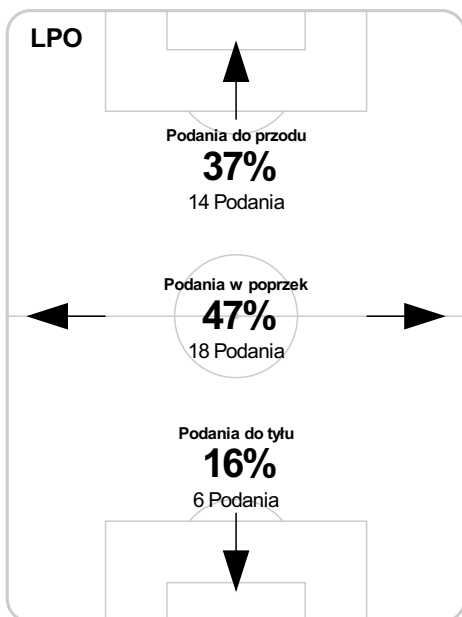 LPO
Podania do przodu
37%
14 Podania
Podania w poprzek
47%
18 Podania
Podania do tyłu
16%
6 Podania